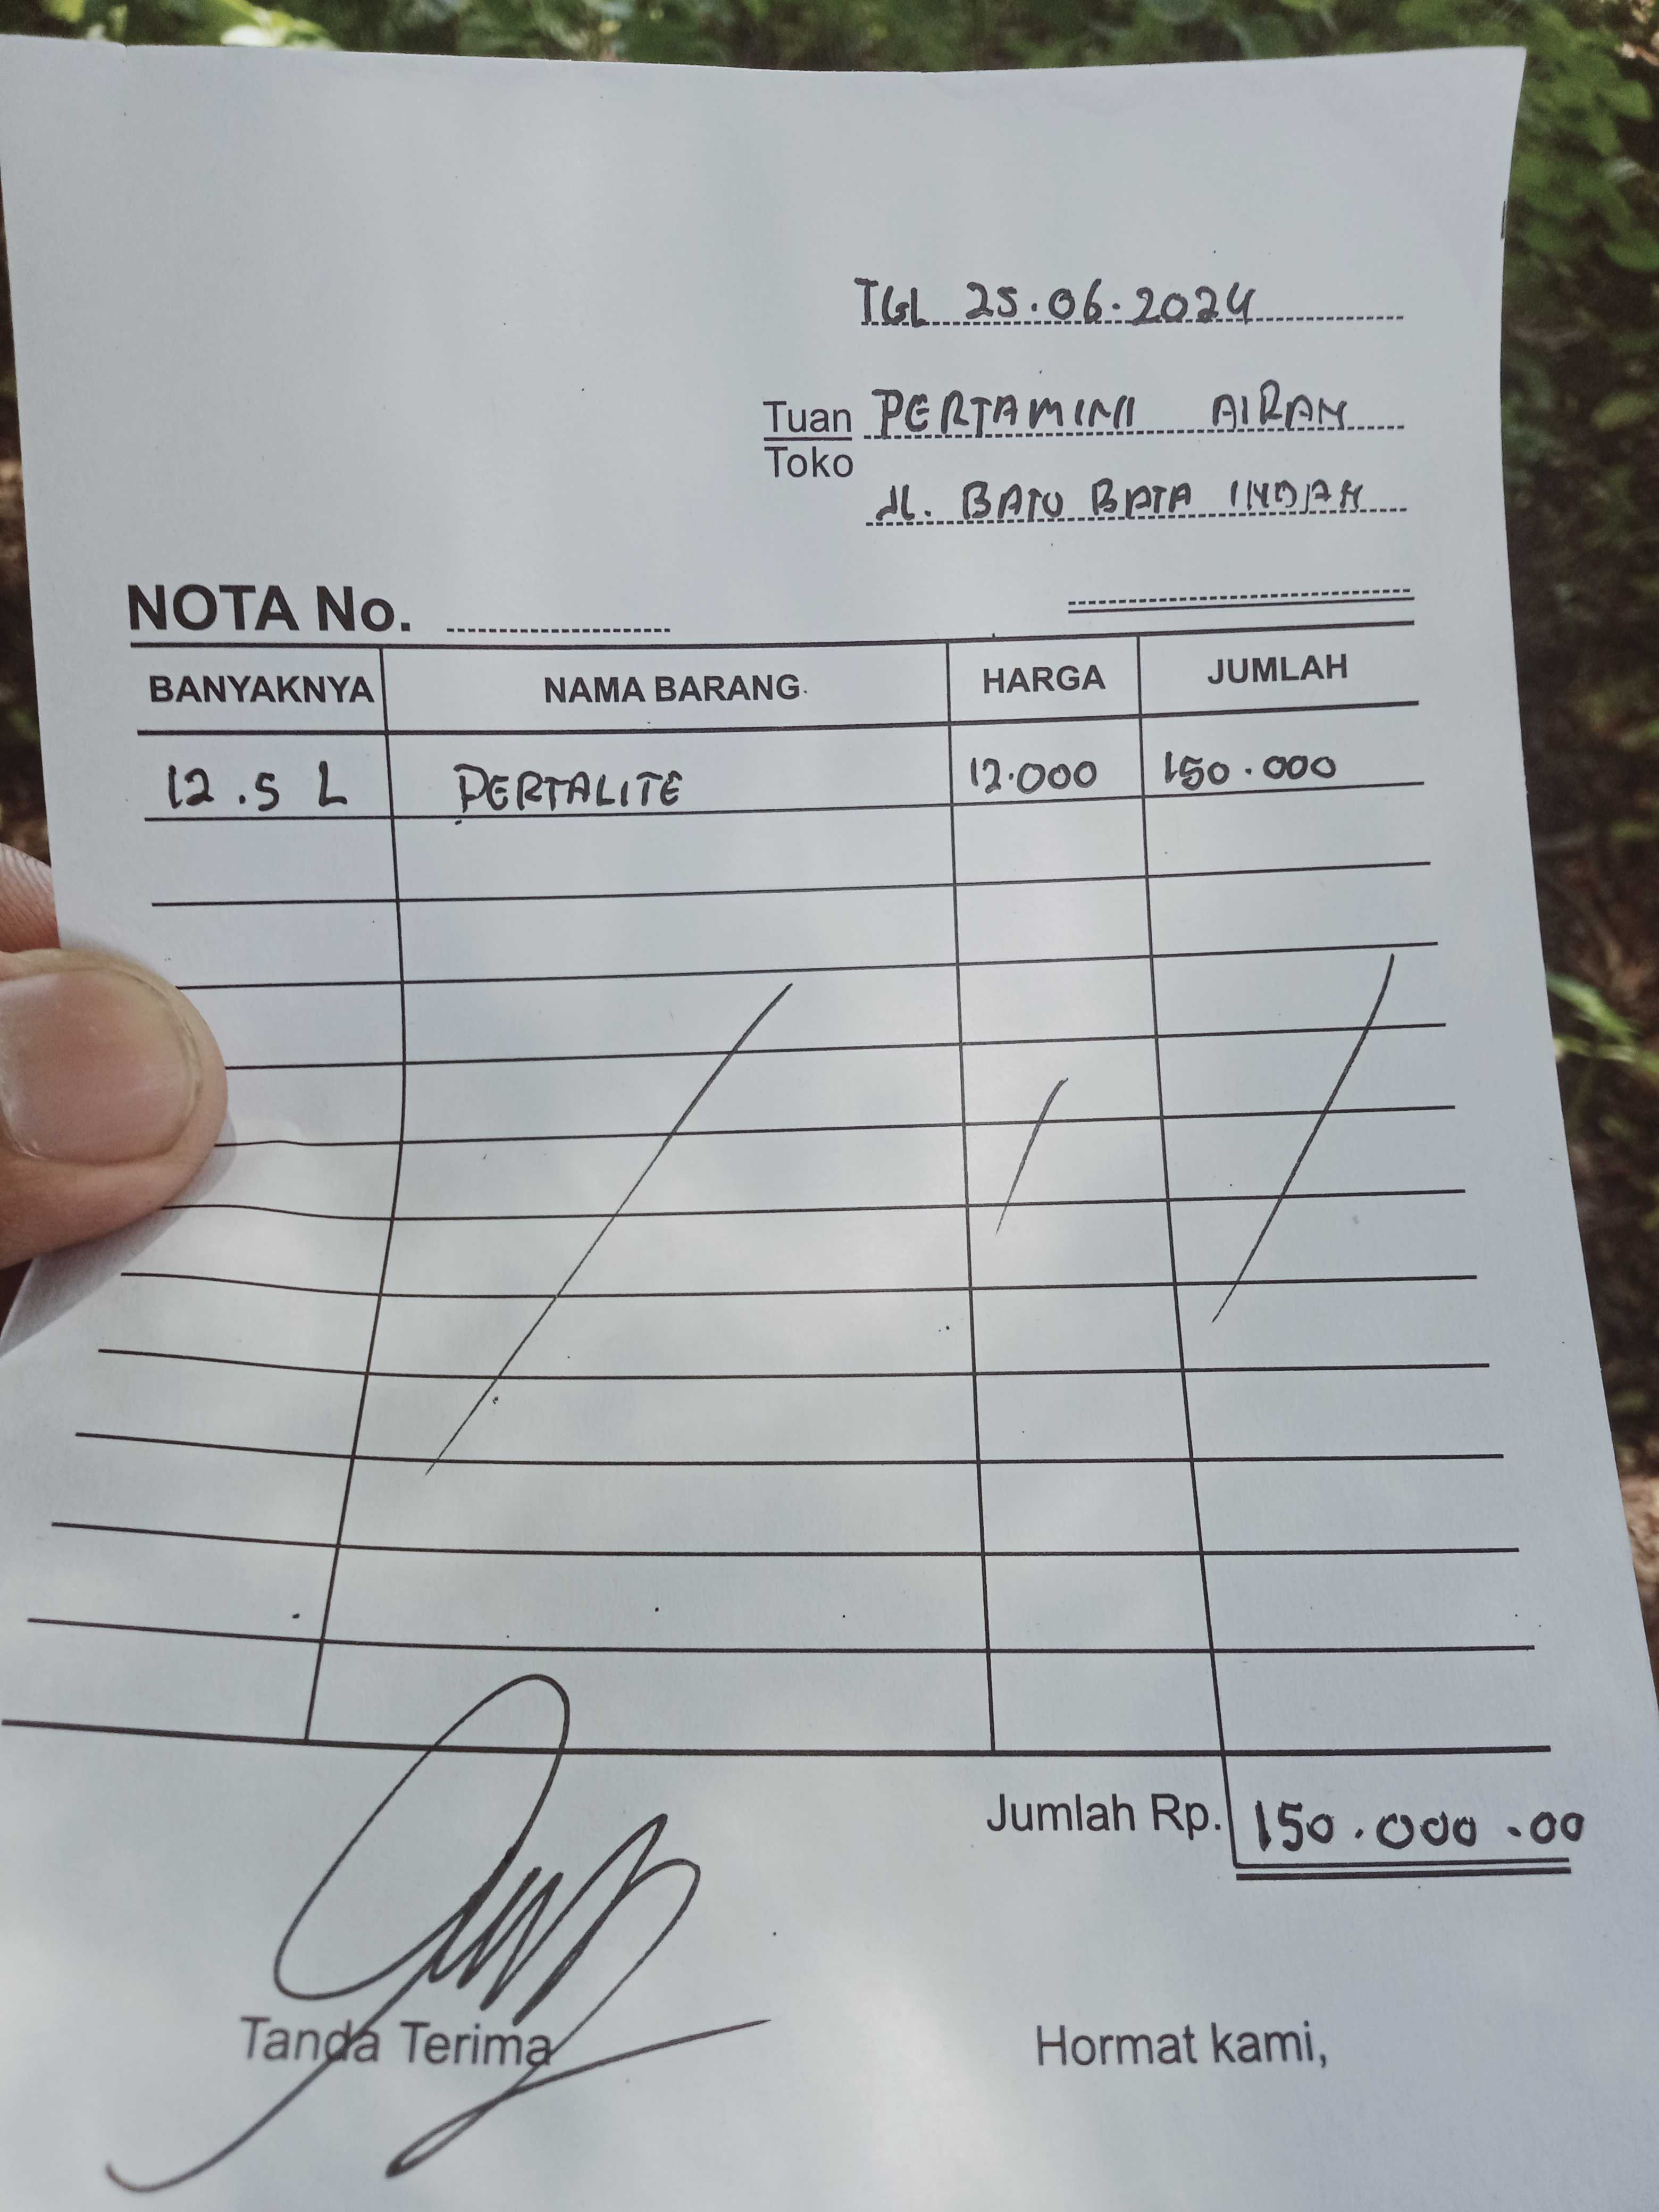 TGL 25.06.2024
Tuan PERTAMINI AIRAN
Toko
JL. BATU BATA INDAH
NOTA No.
BANYAKNYA NAMA BARANG HARGA JUMLAH
12.5 L PERTALITE 12.000 150.000
Jumlah Rp. 150.000.00
Tanda Terima Hormat kami,